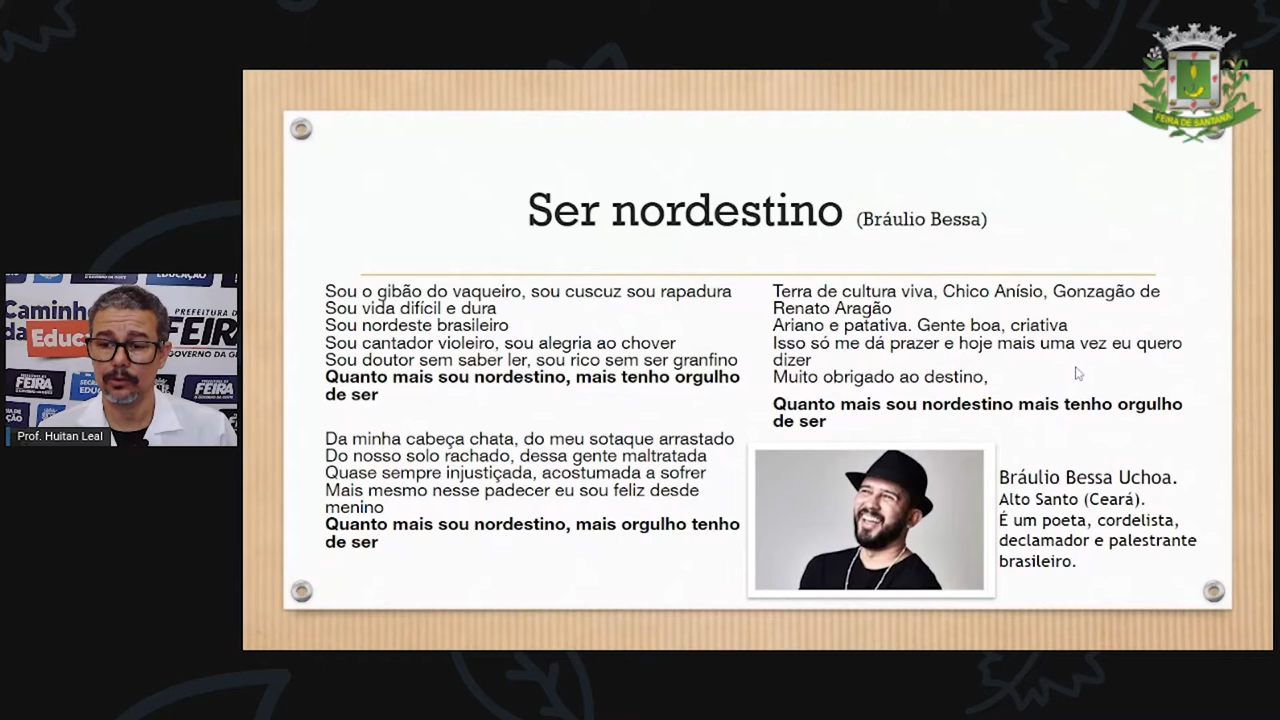 FEIRA DE SANTANA
Ser nordestino (Bráulio Bessa)
Sou o gibão do vaqueiro, sou cuscuz sou rapadura
Sou vida difícil e dura
Sou nordeste brasileiro
Sou cantador violeiro, sou alegria ao chover
Sou doutor sem saber ler, sou rico sem ser granfino
Quanto mais sou nordestino, mais tenho orgulho
de ser
Da minha cabeça chata, do meu sotaque arrastado
Do nosso solo rachado, dessa gente maltratada
Quase sempre injustiçada, acostumada a sofrer
Mais mesmo nesse padecer eu sou feliz desde
menino
Quanto mais sou nordestino, mais orgulho tenho
de ser
Terra de cultura viva, Chico Anísio, Gonzagão de
Renato Aragão
Ariano e patativa. Gente boa, criativa
Isso só me dá prazer e hoje mais uma vez eu quero
dizer
Muito obrigado ao destino,
Quanto mais sou nordestino mais tenho orgulho
de ser
Bráulio Bessa Uchoa.
Alto Santo (Ceará).
É um poeta, cordelista,
declamador e palestrante
brasileiro.
EDUCAÇÃO
Caminho
da Educ
PREFEITURA D
FEIRA
FEIRA
FEIRA
Prof. Huitan Leal